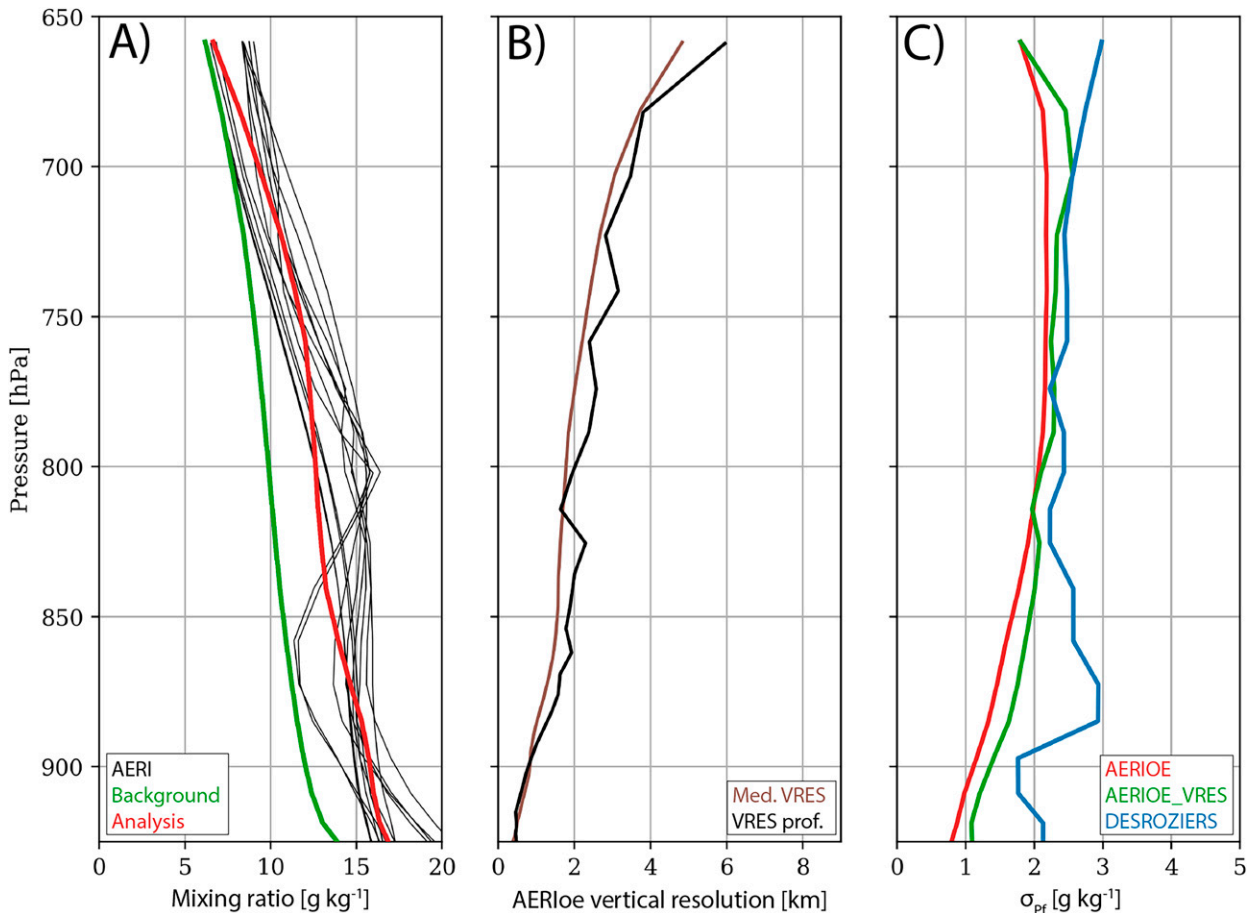 A)
B)
C)
650
700
750
800
850
900
Pressure [hPa]
AERI
Background
Analysis
Med. VRES
VRES prof.
AERIOE
AERIOE_VRES
DESROZIERS
0 5 10 15 20
0 2 4 6 8
0 1 2 3 4 5
Mixing ratio [g kg⁻¹]
AERIoe vertical resolution [km]
σPf [g kg⁻¹]